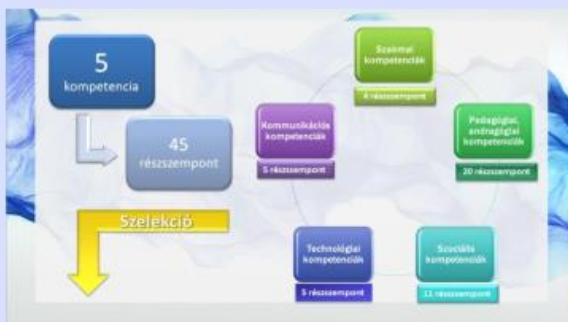 5
kompetencia
45
részszempont
Szelekció
Szakmai
kompetenciák
4 részszempont
Pedagógiai,
andragógiai
kompetenciák
20 részszempont
Szociális
kompetenciák
11 részszempont
Technológiai
kompetenciák
5 részszempont
Kommunikációs
kompetenciák
5 részszempont